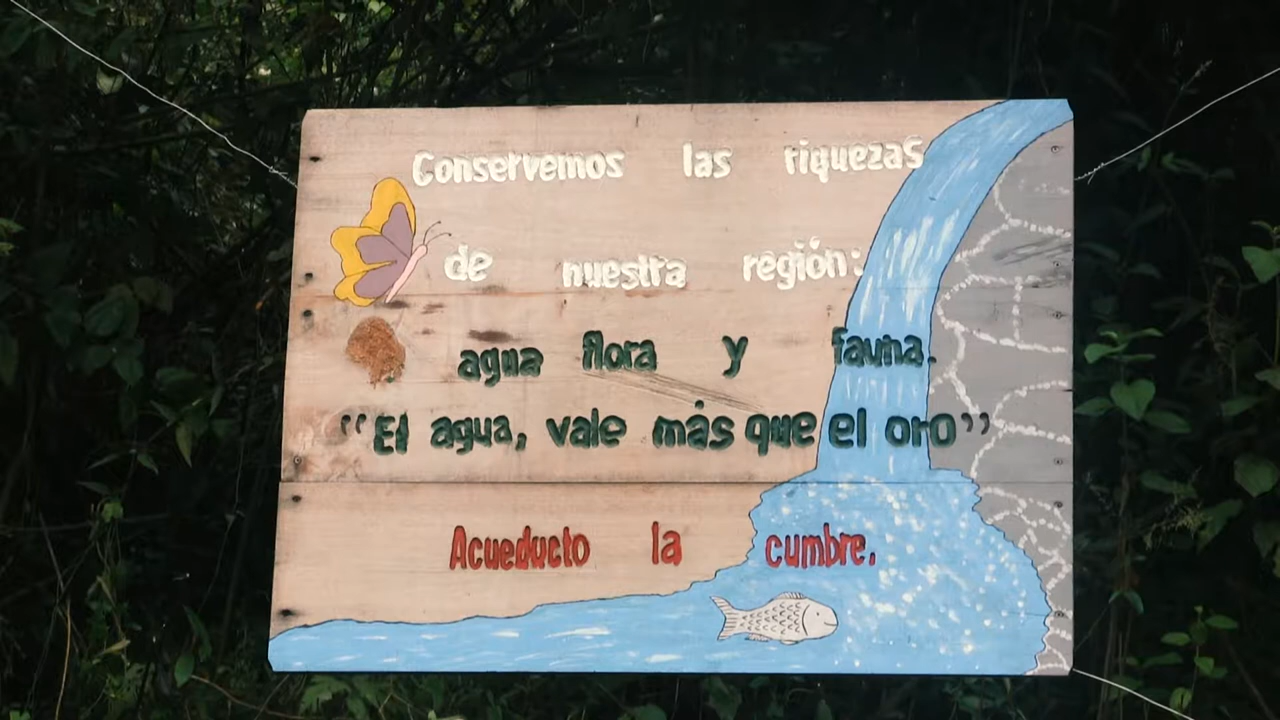 Conservemos las riquezas
de nuestra región:
agua flora y fauna.
“El agua, vale más que el oro”
Acueducto la cumbre.